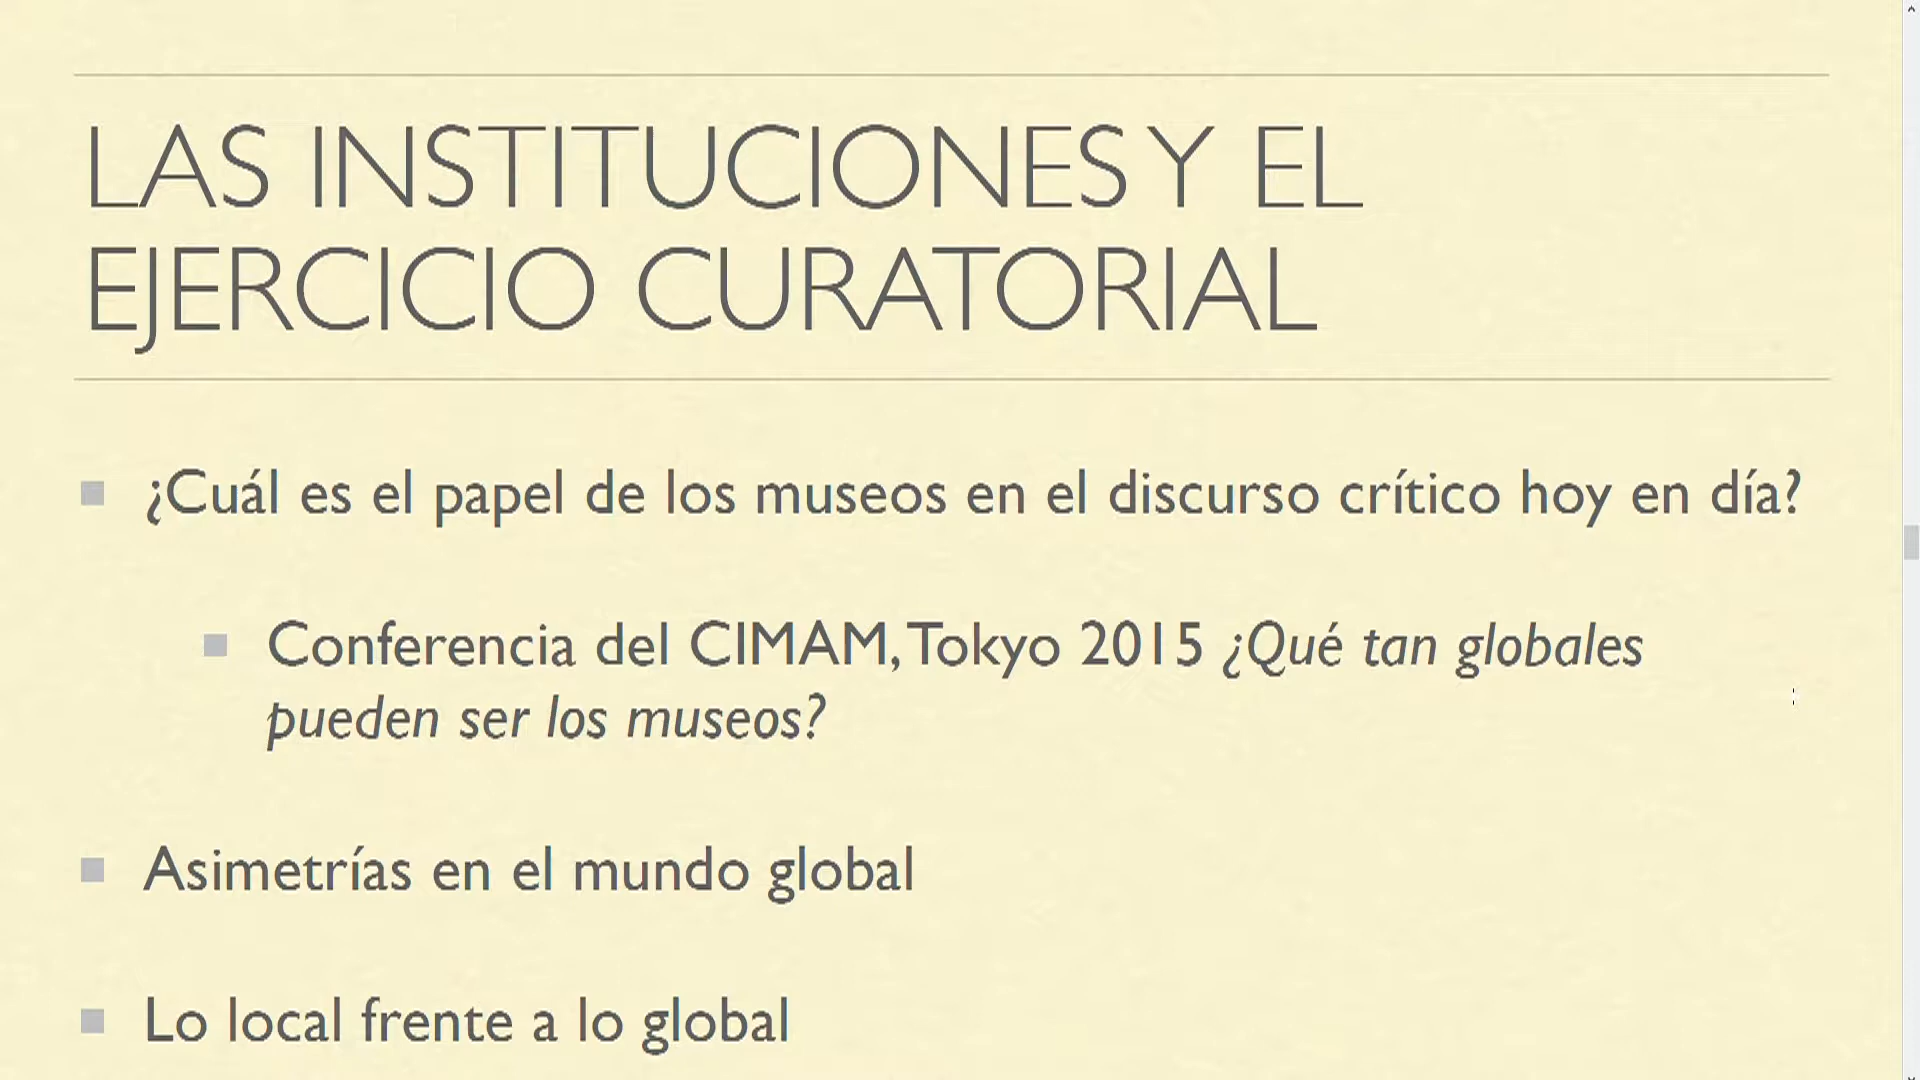 LAS INSTITUCIONES Y EL
EJERCICIO CURATORIAL
¿Cuál es el papel de los museos en el discurso crítico hoy en día?
Conferencia del CIMAM, Tokyo 2015 ¿Qué tan globales
pueden ser los museos?
Asimetrías en el mundo global
Lo local frente a lo global